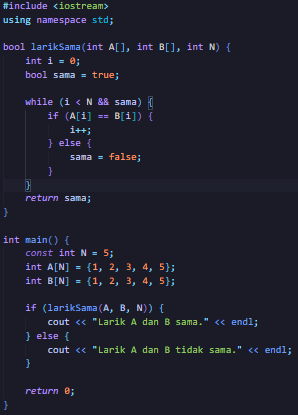 #include <iostream>
using namespace std;

bool larikSama(int A[], int B[], int N) {
    int i = 0;
    bool sama = true;

    while (i < N && sama) {
        if (A[i] == B[i]) {
            i++;
        } else {
            sama = false;
        }
    }
    return sama;
}

int main() {
    const int N = 5;
    int A[N] = {1, 2, 3, 4, 5};
    int B[N] = {1, 2, 3, 4, 5};

    if (larikSama(A, B, N)) {
        cout << "Larik A dan B sama." << endl;
    } else {
        cout << "Larik A dan B tidak sama." << endl;
    }

    return 0;
}